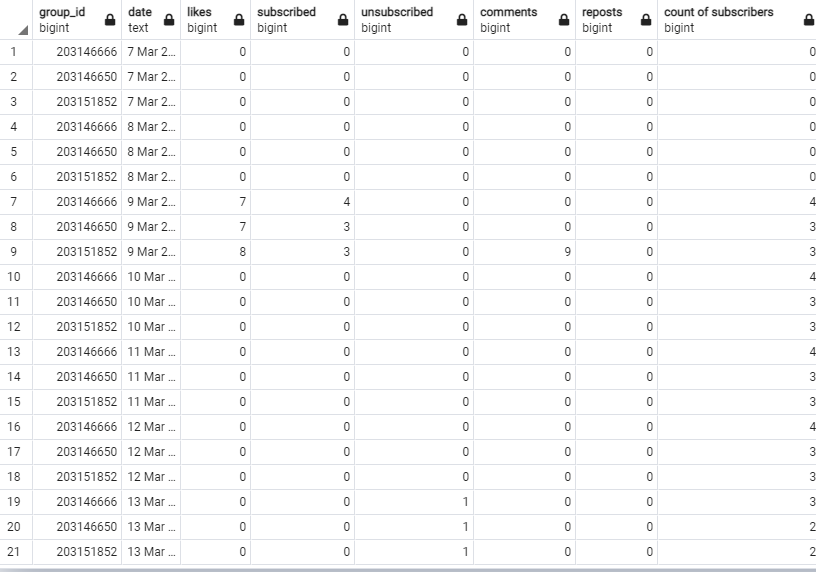 group_id date likes subscribed unsubscribed comments reposts count of subscribers
bigint text bigint bigint bigint bigint bigint bigint
1 203146666 7 Mar 2... 0 0 0 0 0 0
2 203146650 7 Mar 2... 0 0 0 0 0 0
3 203151852 7 Mar 2... 0 0 0 0 0 0
4 203146666 8 Mar 2... 0 0 0 0 0 0
5 203146650 8 Mar 2... 0 0 0 0 0 0
6 203151852 8 Mar 2... 0 0 0 0 0 0
7 203146666 9 Mar 2... 7 4 0 0 0 4
8 203146650 9 Mar 2... 7 3 0 0 0 3
9 203151852 9 Mar 2... 8 3 0 9 0 3
10 203146666 10 Mar ... 0 0 0 0 0 4
11 203146650 10 Mar ... 0 0 0 0 0 3
12 203151852 10 Mar ... 0 0 0 0 0 3
13 203146666 11 Mar ... 0 0 0 0 0 4
14 203146650 11 Mar ... 0 0 0 0 0 3
15 203151852 11 Mar ... 0 0 0 0 0 3
16 203146666 12 Mar ... 0 0 0 0 0 4
17 203146650 12 Mar ... 0 0 0 0 0 3
18 203151852 12 Mar ... 0 0 0 0 0 3
19 203146666 13 Mar ... 0 0 1 0 0 3
20 203146650 13 Mar ... 0 0 1 0 0 2
21 203151852 13 Mar ... 0 0 1 0 0 2